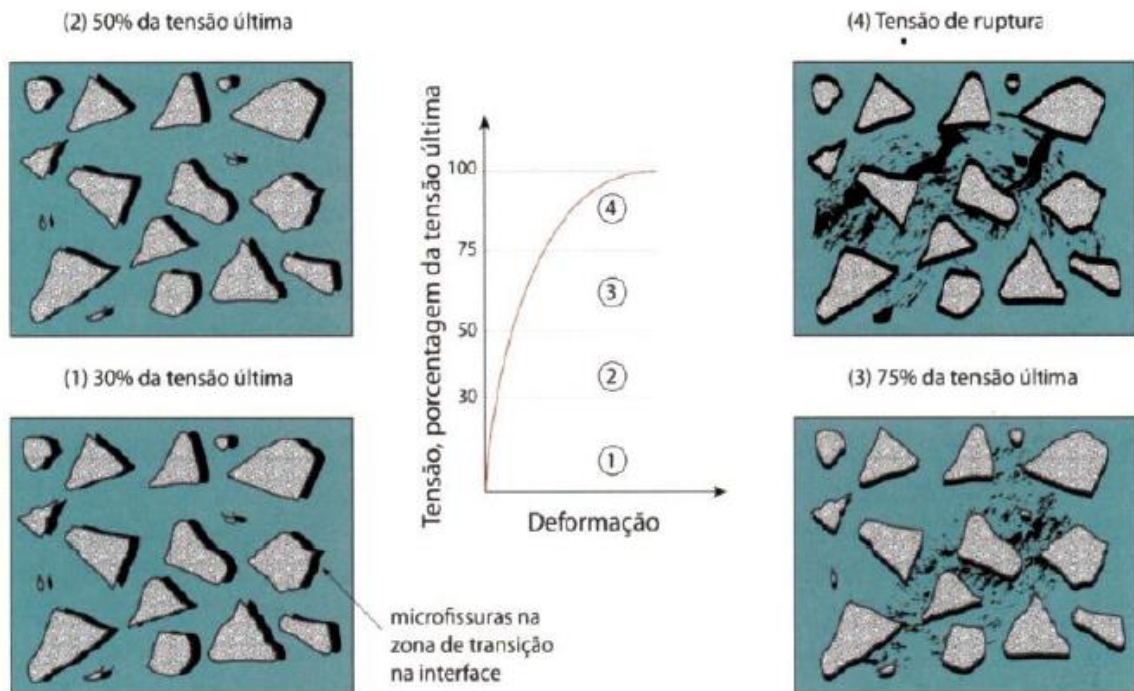 (2) 50% da tensão última
(4) Tensão de ruptura
Tensão, porcentagem da tensão última
100
75
50
30
4
3
2
1
Deformação
(1) 30% da tensão última
(3) 75% da tensão última
microfissuras na
zona de transição
na interface